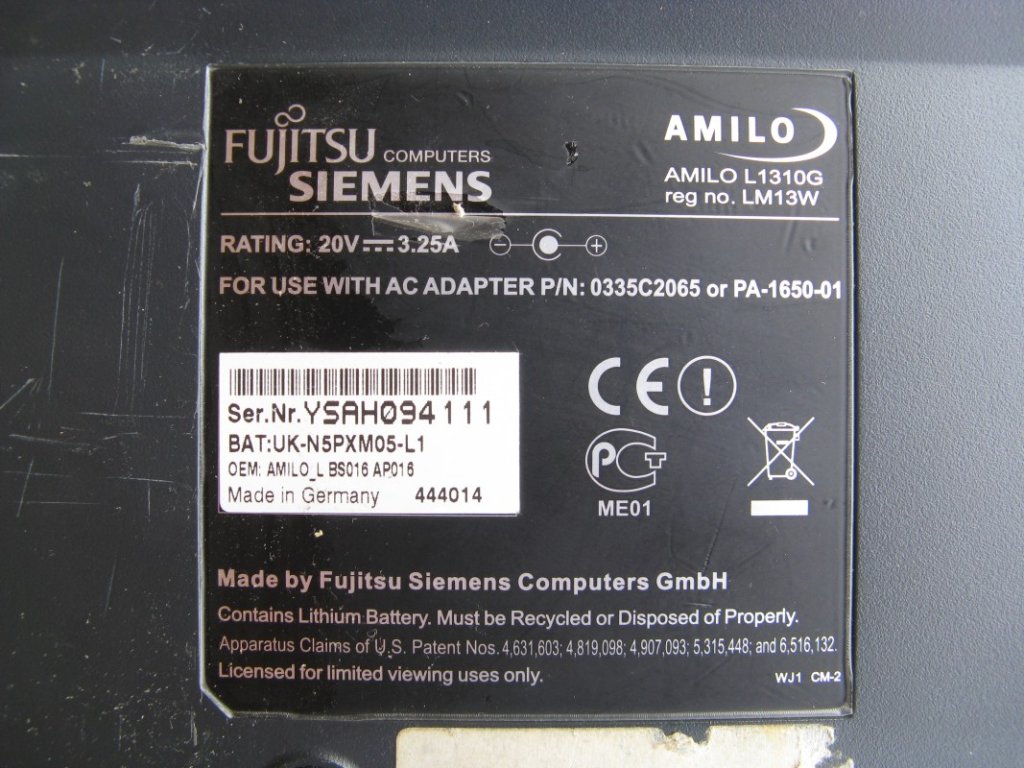 FUJITSU COMPUTERS
SIEMENS
AMILO
AMILO L1310G
reg no. LM13W
RATING: 20V 3.25A
FOR USE WITH AC ADAPTER P/N: 0335C2065 or PA-1650-01
Ser.Nr. YSAH094111
BAT:UK-N5PXM05-L1
OEM: AMILO_L BS016 AP016
Made in Germany 444014
CE
PCT
ME01
Made by Fujitsu Siemens Computers GmbH
Contains Lithium Battery. Must be Recycled or Disposed of Properly.
Apparatus Claims of U.S. Patent Nos. 4,631,603; 4,819,098; 4,907,093; 5,315,448; and 6,516,132.
Licensed for limited viewing uses only.
WJ1 CM-2